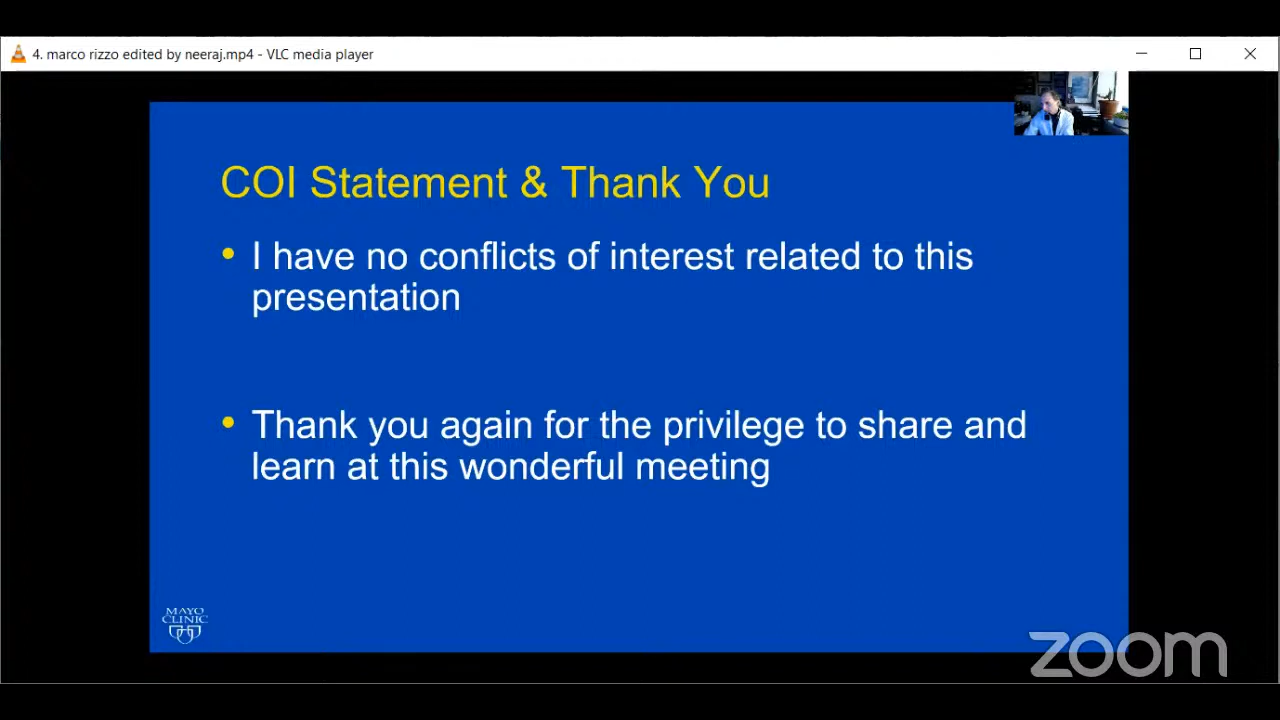 4. marco rizzo edited by neeraj.mp4 - VLC media player
COI Statement & Thank You
• I have no conflicts of interest related to this
presentation
• Thank you again for the privilege to share and
learn at this wonderful meeting
MAYO
CLINIC
zoom